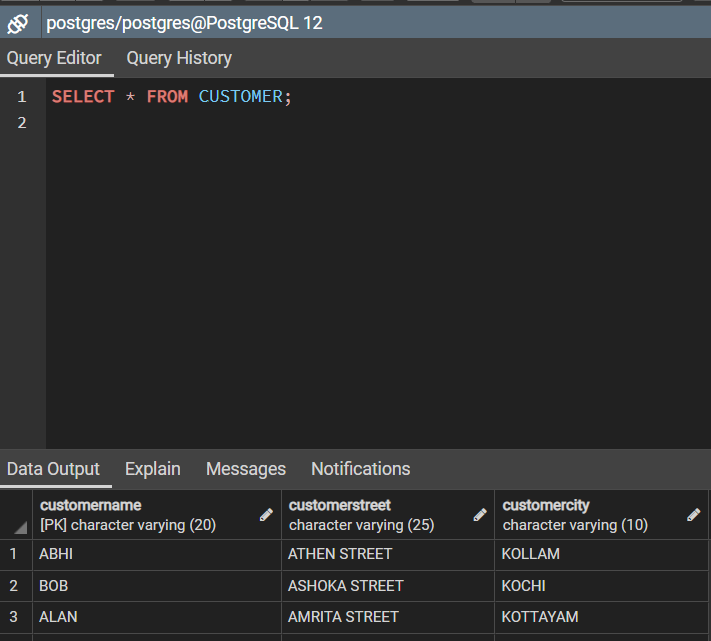 postgres/postgres@PostgreSQL 12
Query Editor Query History
1 SELECT * FROM CUSTOMER;
2
Data Output Explain Messages Notifications
customername customerstreet customercity
[PK] character varying (20) character varying (25) character varying (10)
1 ABHI ATHEN STREET KOLLAM
2 BOB ASHOKA STREET KOCHI
3 ALAN AMRITA STREET KOTTAYAM